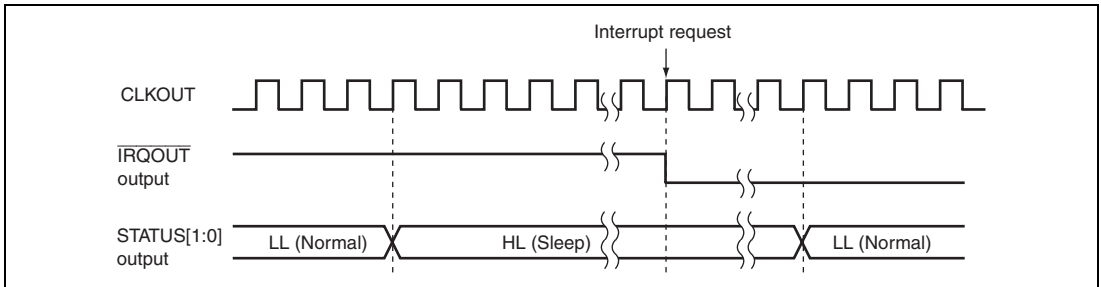 Interrupt request
CLKOUT
IRQOUT
output
STATUS[1:0]
output
LL (Normal)
HL (Sleep)
LL (Normal)